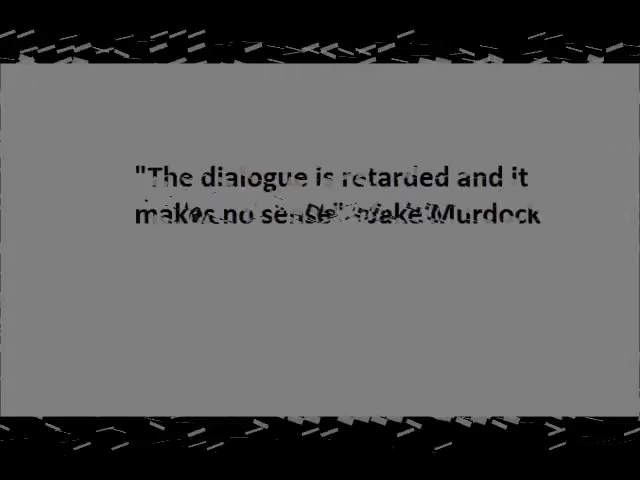 "The dialogue is retarded and it
makes no sense" -Jake Murdock